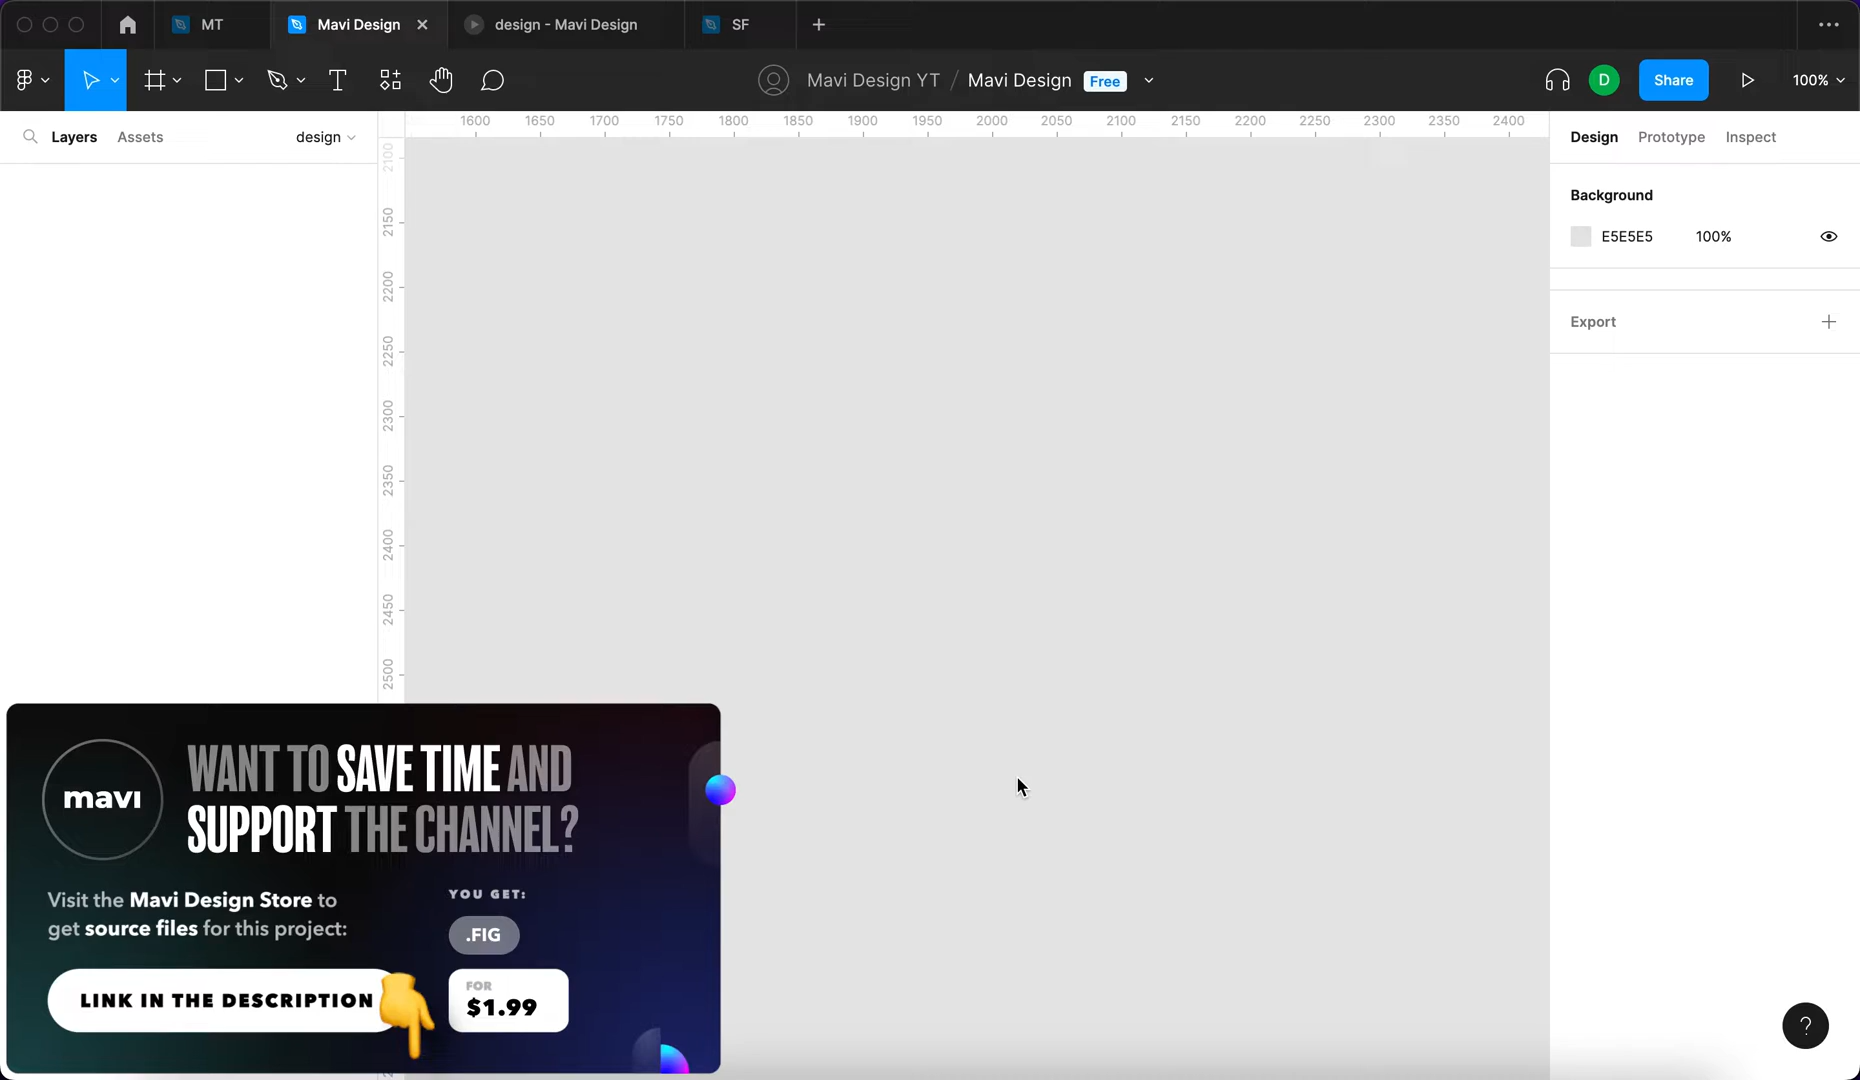 MT
Mavi Design
design - Mavi Design
SF
Mavi Design YT / Mavi Design Free
D
Share
100%
Layers Assets design
1600 1650 1700 1750 1800 1850 1900 1950 2000 2050 2100 2150 2200 2250 2300 2350 2400
2100
2150
2200
2250
2300
2350
2400
2450
2500
Design Prototype Inspect
Background
E5E5E5 100%
Export
mavi
WANT TO SAVE TIME AND
SUPPORT THE CHANNEL?
Visit the Mavi Design Store to
get source files for this project:
LINK IN THE DESCRIPTION
YOU GET:
.FIG
FOR
$1.99
?